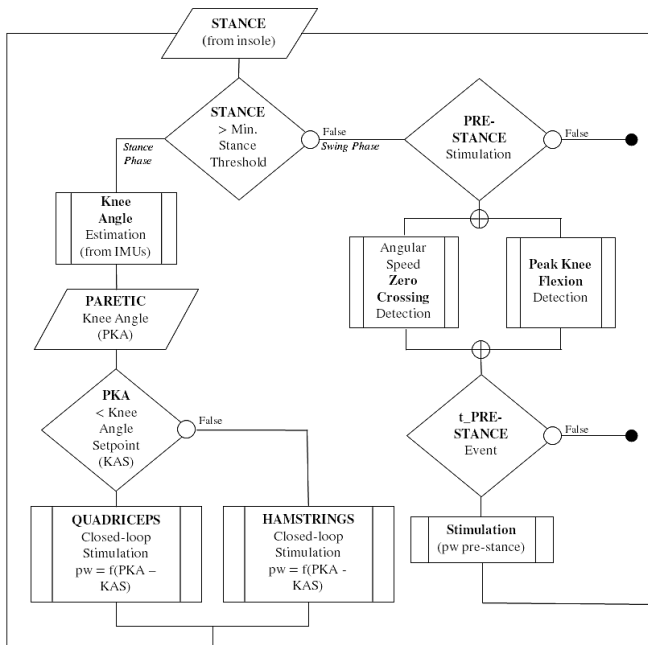 STANCE
(from insole)
STANCE
> Min.
Stance
Threshold
False
Swing Phase
Stance
Phase
PRE-
STANCE
Stimulation
False
Knee
Angle
Estimation
(from IMUs)
Angular
Speed
Zero
Crossing
Detection
Peak Knee
Flexion
Detection
PARETIC
Knee Angle
(PKA)
PKA
< Knee
Angle
Setpoint
(KAS)
False
t_PRE-
STANCE
Event
False
QUADRICEPS
Closed-loop
Stimulation
pw = f(PKA –
KAS)
HAMSTRINGS
Closed-loop
Stimulation
pw = f(PKA -
KAS)
Stimulation
(pw pre-stance)